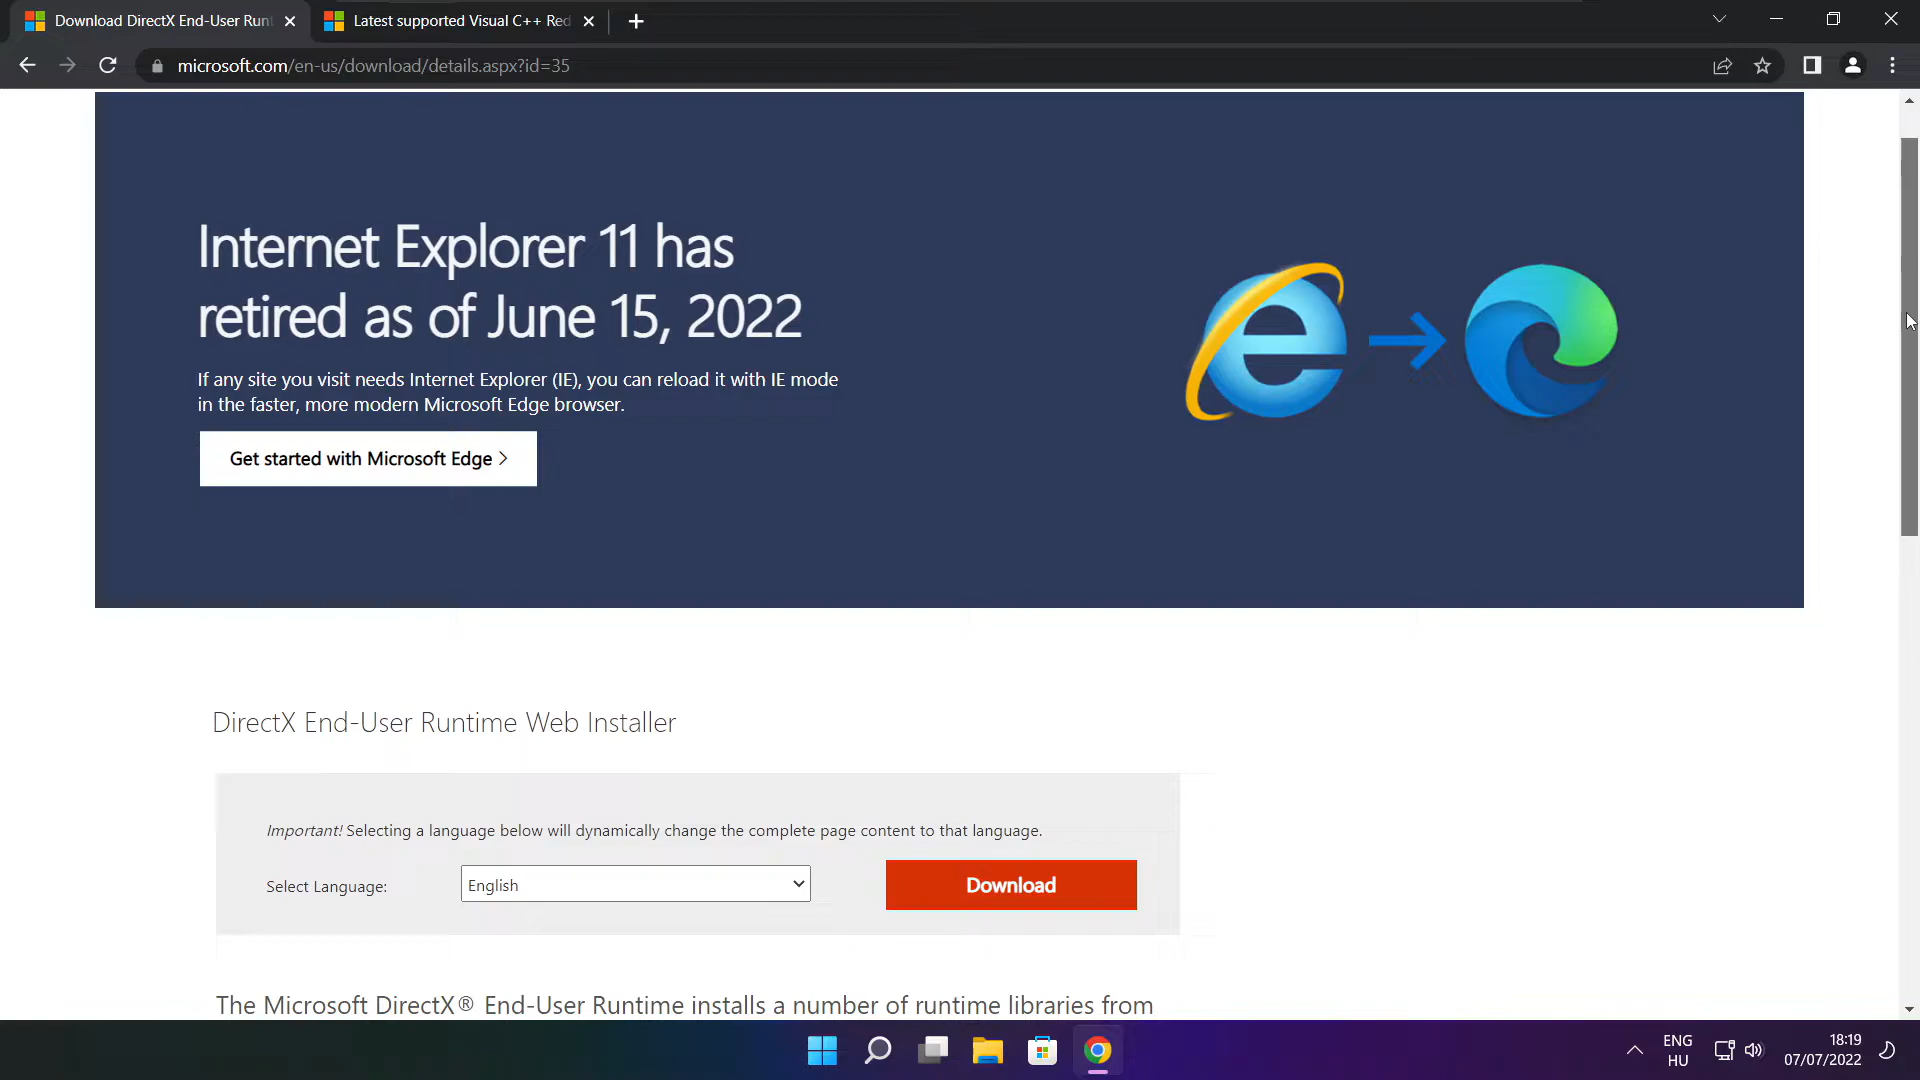 Download DirectX End-User Runt
Latest supported Visual C++ Red
microsoft.com/en-us/download/details.aspx?id=35
Internet Explorer 11 has
retired as of June 15, 2022
If any site you visit needs Internet Explorer (IE), you can reload it with IE mode
in the faster, more modern Microsoft Edge browser.
Get started with Microsoft Edge >
DirectX End-User Runtime Web Installer
Important! Selecting a language below will dynamically change the complete page content to that language.
Select Language:
English
Download
The Microsoft DirectX® End-User Runtime installs a number of runtime libraries from
ENG
HU
18:19
07/07/2022